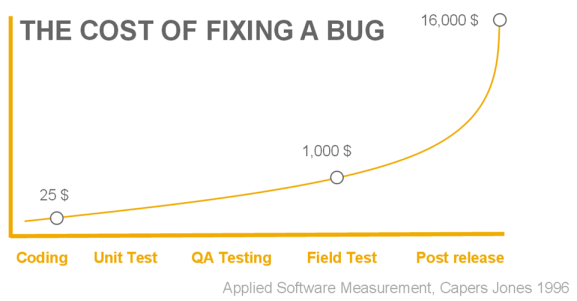 THE COST OF FIXING A BUG
16,000 $
1,000 $
25 $
Coding Unit Test QA Testing Field Test Post release
Applied Software Measurement, Capers Jones 1996